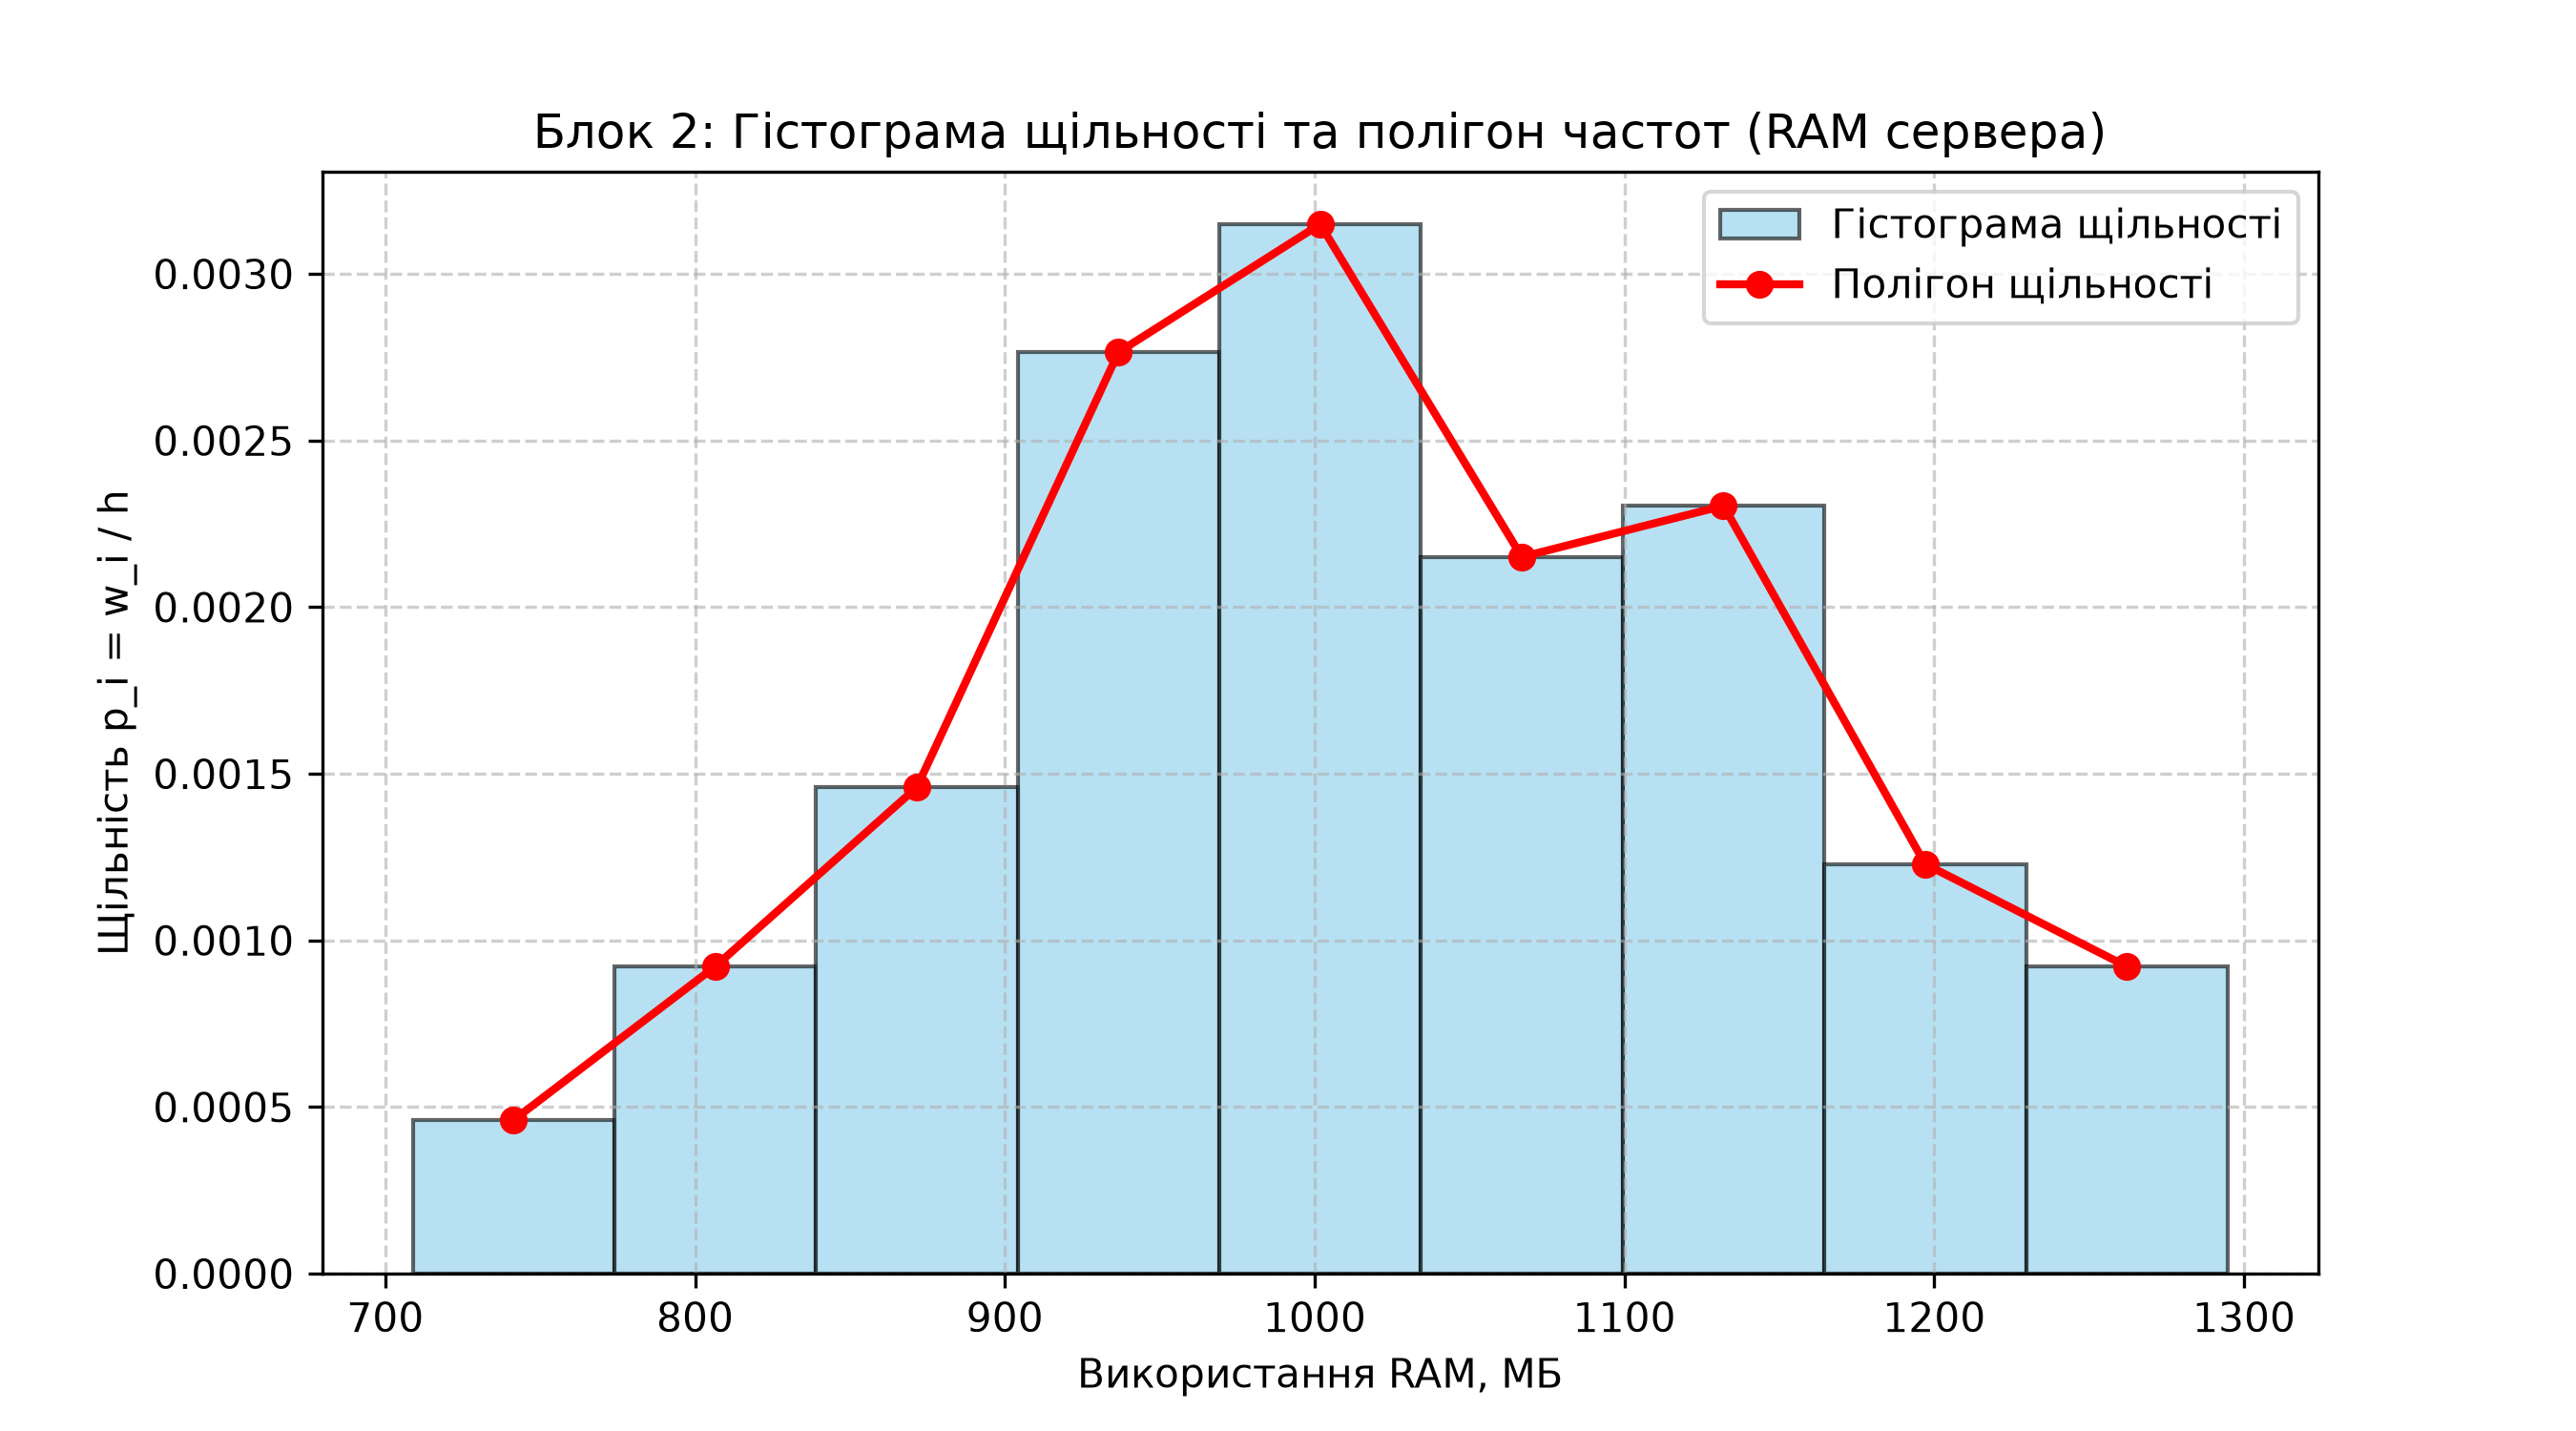 Блок 2: Гістограма щільності та полігон частот (RAM сервера)
Гістограма щільності
Полігон щільності
Щільність p_i = w_i / h
0.0030
0.0025
0.0020
0.0015
0.0010
0.0005
0.0000
700 800 900 1000 1100 1200 1300
Використання RAM, МБ